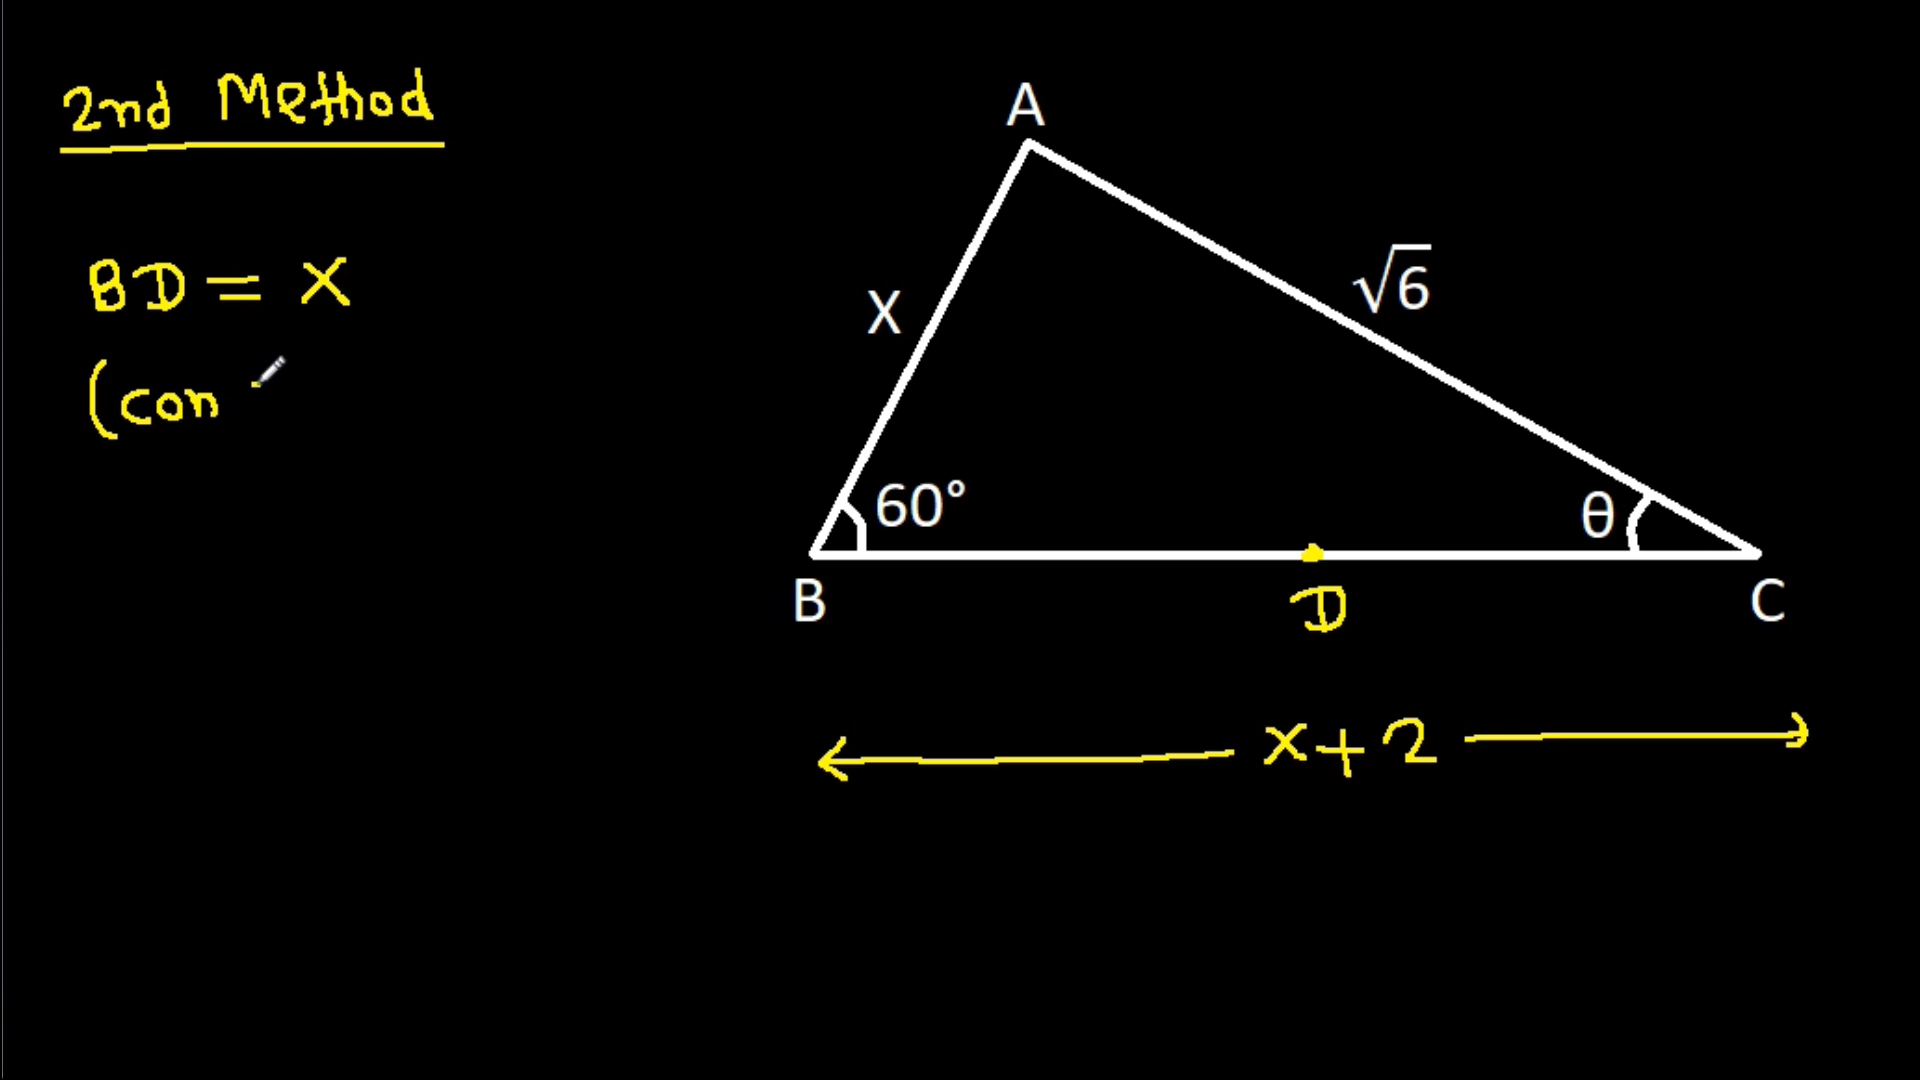 2nd Method
A
BD = X
X
√6
(con
60°
θ
B
D
C
x+2